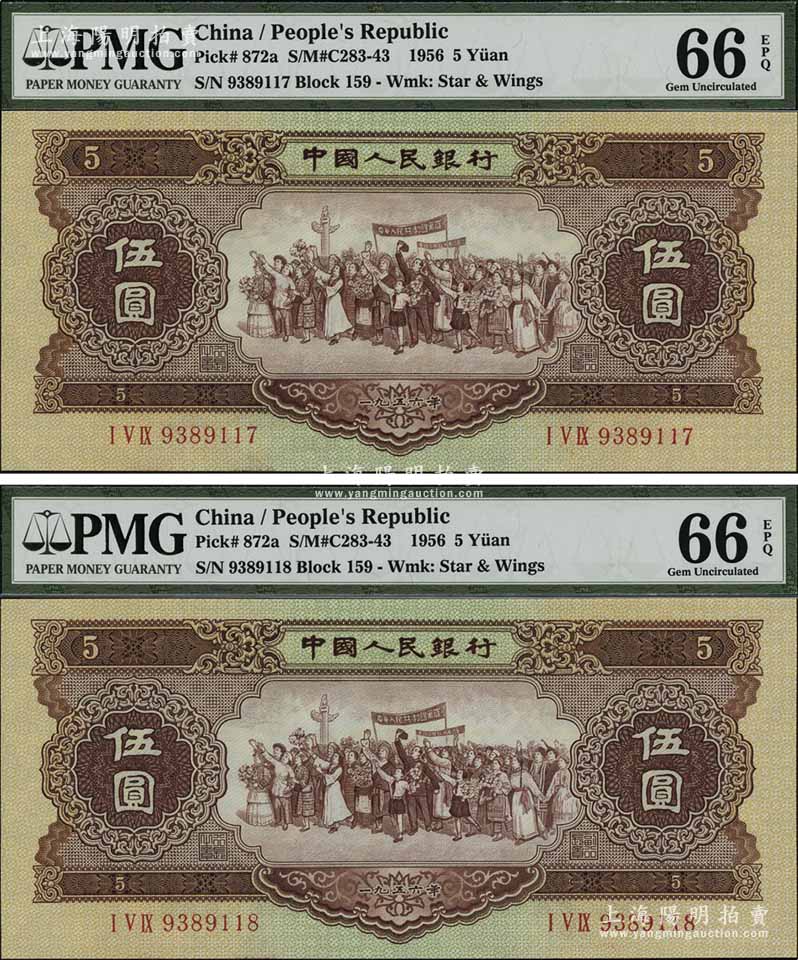 PMG
PAPER MONEY GUARANTY
China / People's Republic
Pick# 872a S/M#C283-43 1956 5 Yüan
S/N 9389117 Block 159 - Wmk: Star & Wings
66 EPQ
Gem Uncirculated
上海陽明拍賣
www.yangmingauction.com
5 中國人民銀行 5
伍圓 伍圓
5 一九五六年 5
I V IX 9389117 I V IX 9389117
上海陽明拍賣
www.yangmingauction.com
PMG
PAPER MONEY GUARANTY
China / People's Republic
Pick# 872a S/M#C283-43 1956 5 Yüan
S/N 9389118 Block 159 - Wmk: Star & Wings
66 EPQ
Gem Uncirculated
5 中國人民銀行 5
伍圓 伍圓
5 一九五六年 5
I V IX 9389118 I V IX 9389118
上海陽明拍賣
www.yangmingauction.com